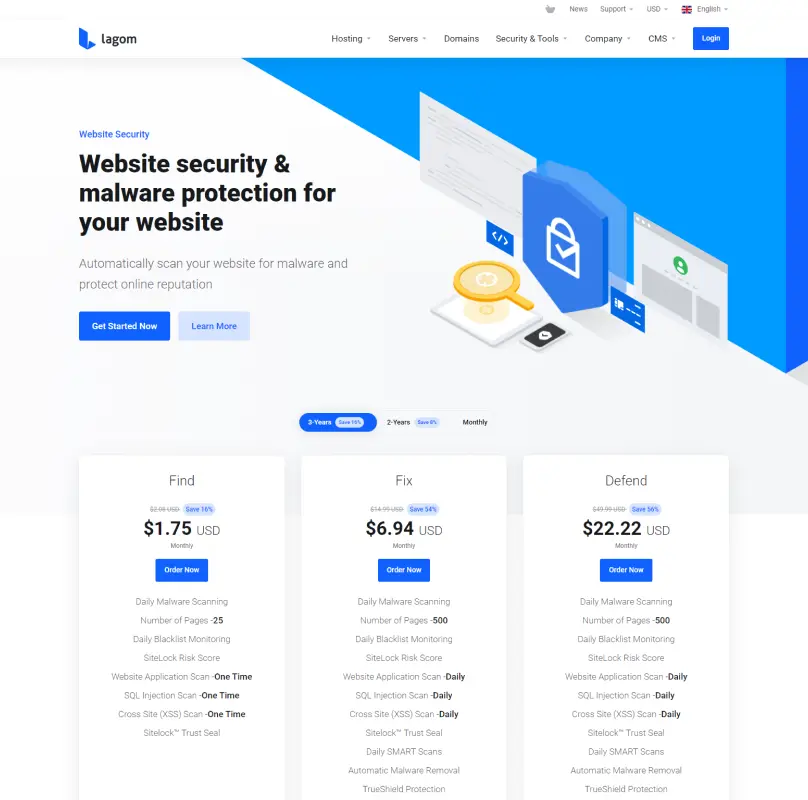 News Support USD English
lagom
Hosting Servers Domains Security & Tools Company CMS Login
Website Security
Website security &
malware protection for
your website
Automatically scan your website for malware and
protect online reputation
Get Started Now Learn More
3-Years Save 16% 2-Years Save 8% Monthly
Find
$2.08 USD Save 16%
$1.75 USD
Monthly
Order Now
Daily Malware Scanning
Number of Pages -25
Daily Blacklist Monitoring
SiteLock Risk Score
Website Application Scan -One Time
SQL Injection Scan -One Time
Cross Site (XSS) Scan -One Time
Sitelock™ Trust Seal
Fix
$14.99 USD Save 54%
$6.94 USD
Monthly
Order Now
Daily Malware Scanning
Number of Pages -500
Daily Blacklist Monitoring
SiteLock Risk Score
Website Application Scan -Daily
SQL Injection Scan -Daily
Cross Site (XSS) Scan -Daily
Sitelock™ Trust Seal
Daily SMART Scans
Automatic Malware Removal
TrueShield Protection
Defend
$49.99 USD Save 56%
$22.22 USD
Monthly
Order Now
Daily Malware Scanning
Number of Pages -500
Daily Blacklist Monitoring
SiteLock Risk Score
Website Application Scan -Daily
SQL Injection Scan -Daily
Cross Site (XSS) Scan -Daily
Sitelock™ Trust Seal
Daily SMART Scans
Automatic Malware Removal
TrueShield Protection